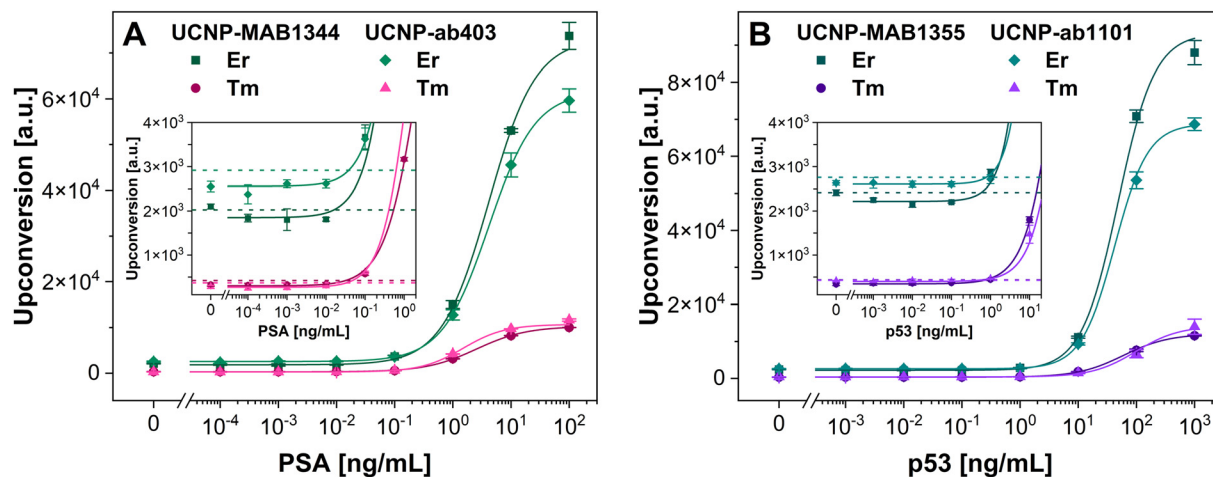 A
UCNP-MAB1344 UCNP-ab403
Er Er
Tm Tm
Upconversion [a.u.]
6×10⁴
4×10⁴
2×10⁴
0
Upconversion [a.u.]
4×10³
3×10³
2×10³
1×10³
0 10⁻⁴ 10⁻³ 10⁻² 10⁻¹ 10⁰
PSA [ng/mL]
0 10⁻⁴ 10⁻³ 10⁻² 10⁻¹ 10⁰ 10¹ 10²
PSA [ng/mL]
B
UCNP-MAB1355 UCNP-ab1101
Er Er
Tm Tm
Upconversion [a.u.]
8×10⁴
6×10⁴
4×10⁴
2×10⁴
0
Upconversion [a.u.]
4×10³
3×10³
2×10³
1×10³
0 10⁻³ 10⁻² 10⁻¹ 10⁰ 10¹
p53 [ng/mL]
0 10⁻³ 10⁻² 10⁻¹ 10⁰ 10¹ 10² 10³
p53 [ng/mL]